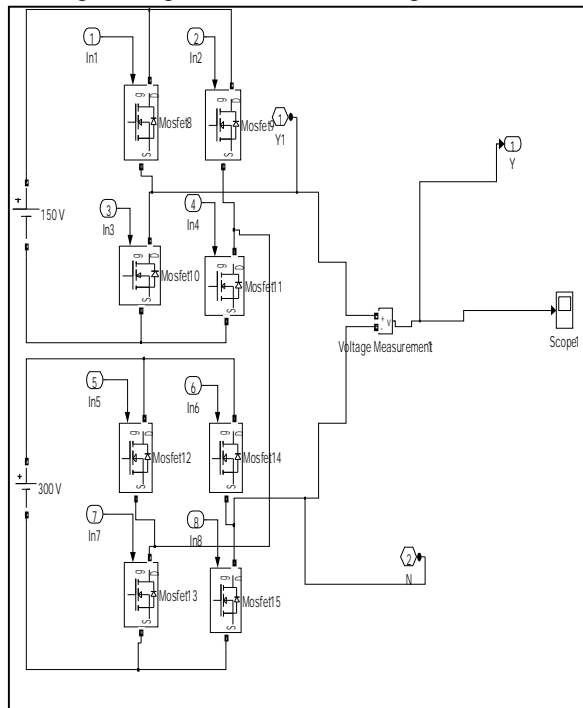 1
In1
2
In2
g D
Mosfet8
S
g D
Mosfet9
S
1
Y1
1
Y
150 V
3
In3
4
In4
g D
Mosfet10
S
g D
Mosfet11
S
+
-
v
Voltage Measurement1
Scope1
5
In5
6
In6
g D
Mosfet12
S
g D
Mosfet14
S
300 V
7
In7
8
In8
g D
Mosfet13
S
g D
Mosfet15
S
2
N